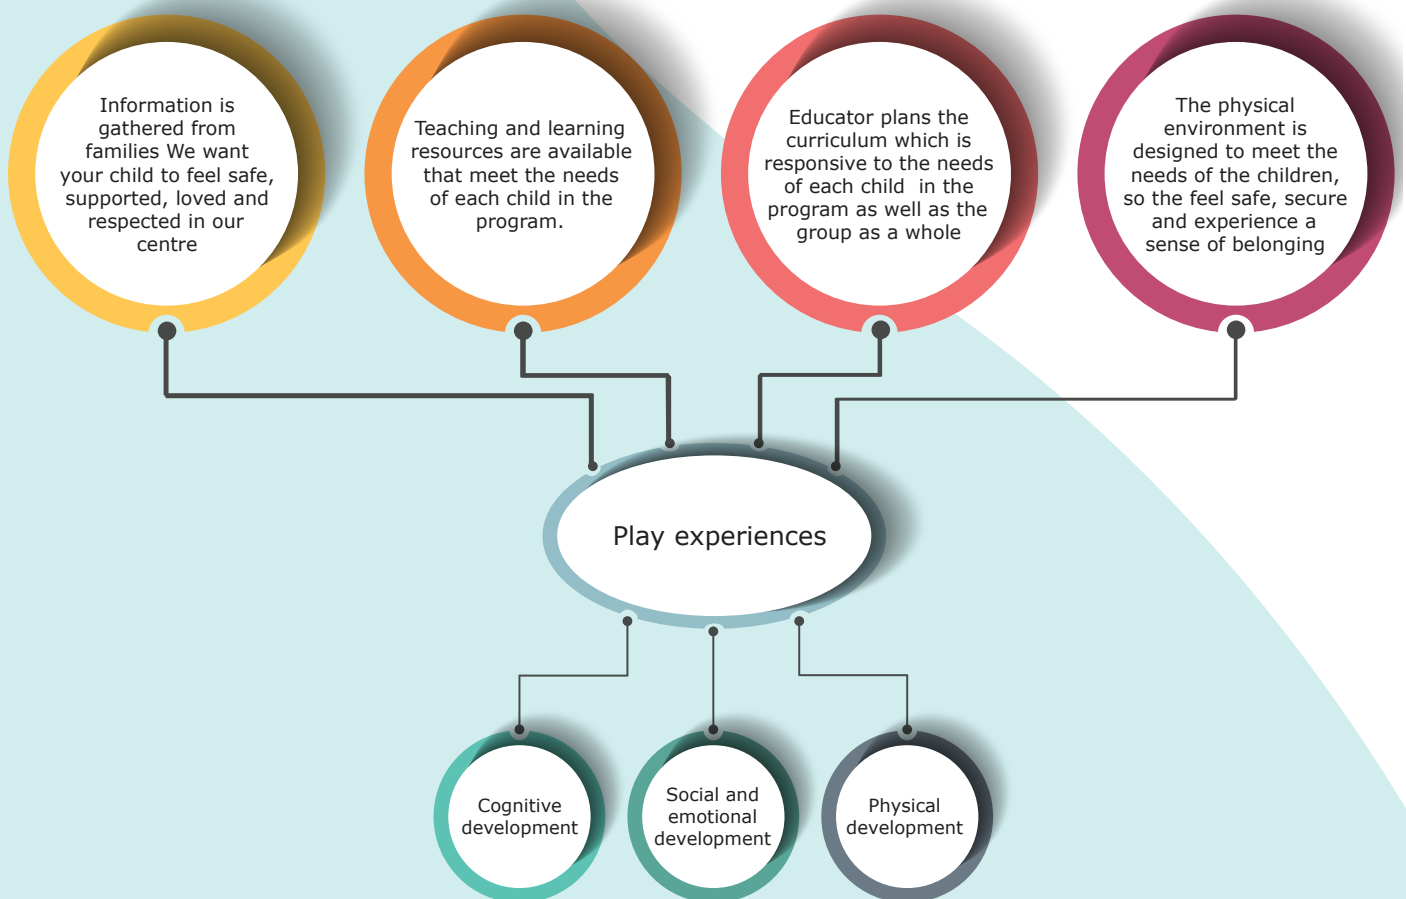 Information is
gathered from
families We want
your child to feel safe,
supported, loved and
respected in our
centre
Teaching and learning
resources are available
that meet the needs
of each child in the
program.
Educator plans the
curriculum which is
responsive to the needs
of each child  in the
program as well as the
group as a whole
The physical
environment is
designed to meet the
needs of the children,
so the feel safe, secure
and experience a
sense of belonging
Play experiences
Cognitive
development
Social and
emotional
development
Physical
development